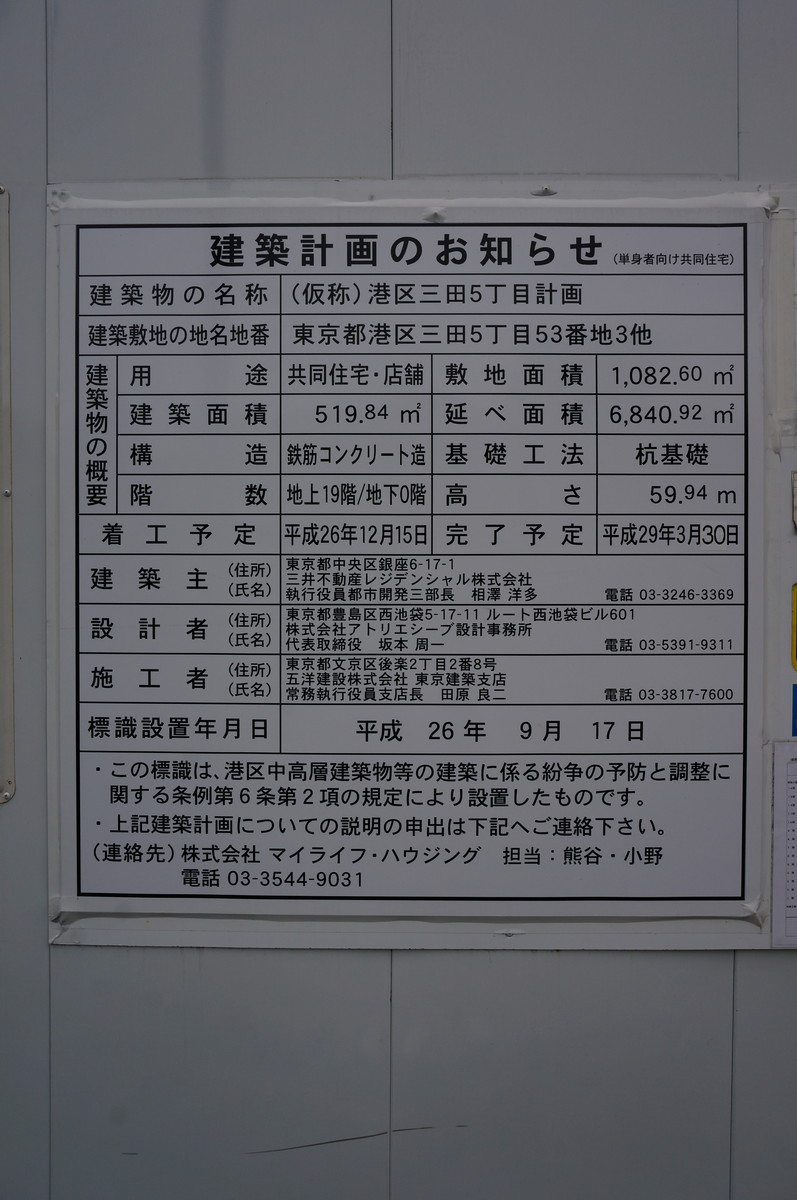 建築計画のお知らせ（単身者向け共同住宅）
建築物の名称 （仮称）港区三田5丁目計画
建築敷地の地名地番 東京都港区三田5丁目53番地3他
建築物の概要
用途 共同住宅・店舗 敷地面積 1,082.60 ㎡
建築面積 519.84 ㎡ 延べ面積 6,840.92 ㎡
構造 鉄筋コンクリート造 基礎工法 杭基礎
階数 地上19階/地下0階 高さ 59.94 m
着工予定 平成26年12月15日 完了予定 平成29年3月30日
建築主 （住所） 東京都中央区銀座6-17-1
三井不動産レジデンシャル株式会社
（氏名） 執行役員都市開発三部長 相澤 洋多 電話 03-3246-3369
設計者 （住所） 東京都豊島区西池袋5-17-11 ルート西池袋ビル601
株式会社アトリエシーブ設計事務所
（氏名） 代表取締役 坂本 周一 電話 03-5391-9311
施工者 （住所） 東京都文京区後楽2丁目2番8号
五洋建設株式会社 東京建築支店
（氏名） 常務執行役員支店長 田原 良二 電話 03-3817-7600
標識設置年月日 平成 26年 9月 17日
・この標識は、港区中高層建築物等の建築に係る紛争の予防と調整に
関する条例第6条第2項の規定により設置したものです。
・上記建築計画についての説明の申出は下記へご連絡下さい。
（連絡先）株式会社 マイライフ・ハウジング 担当：熊谷・小野
電話 03-3544-9031